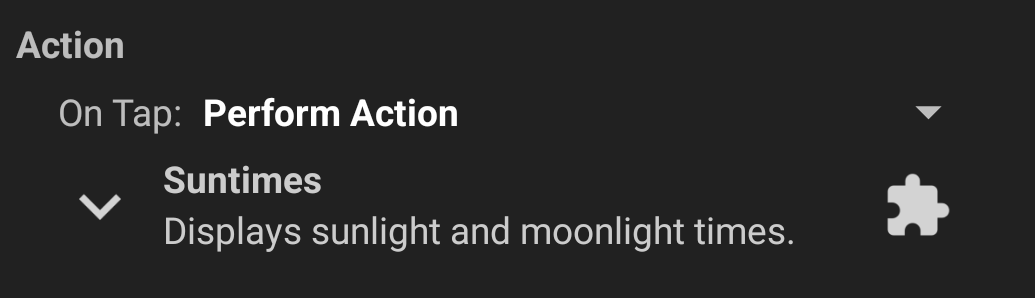 Action
On Tap: Perform Action
Suntimes
Displays sunlight and moonlight times.